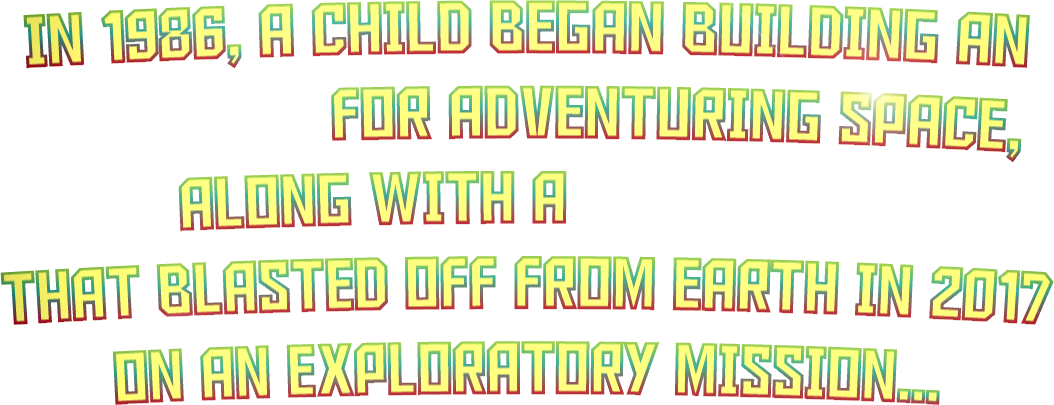 IN 1986, A CHILD BEGAN BUILDING AN
FOR ADVENTURING SPACE,
ALONG WITH A
THAT BLASTED OFF FROM EARTH IN 2017
ON AN EXPLORATORY MISSION...